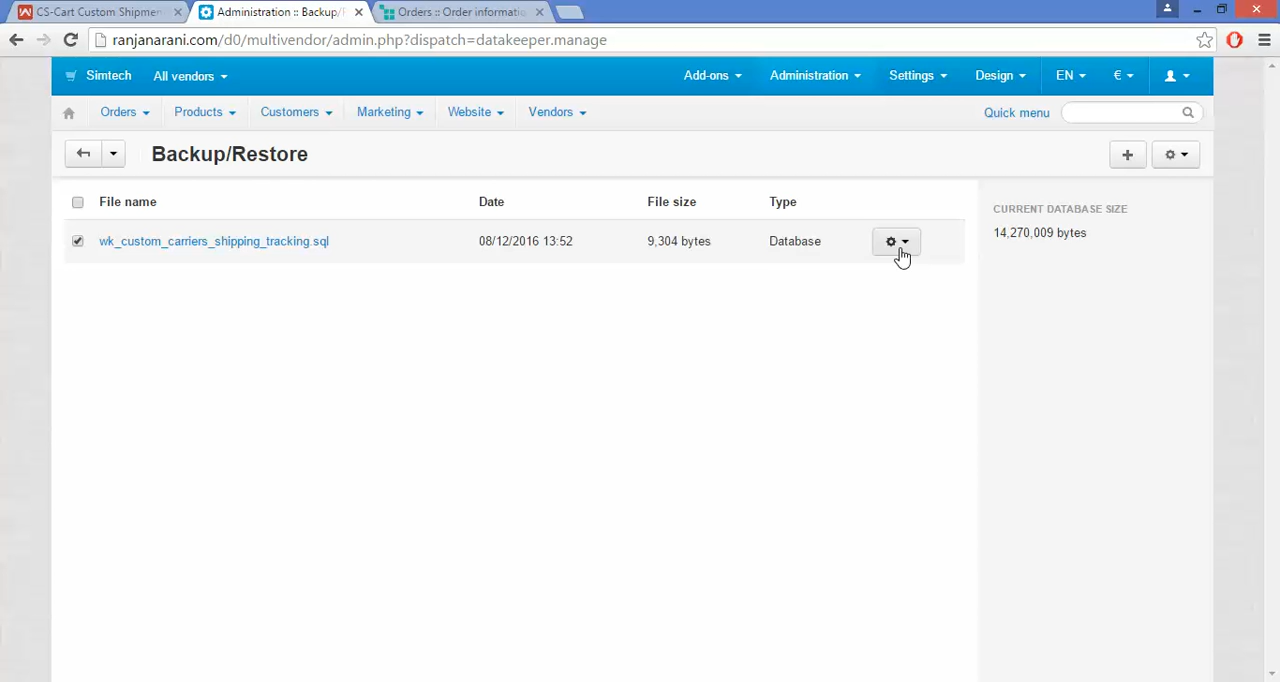 CS-Cart Custom Shipmen
Administration :: Backup/R
Orders :: Order informatio
ranjanarani.com/d0/multivendor/admin.php?dispatch=datakeeper.manage
Simtech All vendors Add-ons Administration Settings Design EN €
Orders Products Customers Marketing Website Vendors Quick menu
Backup/Restore
File name Date File size Type
wk_custom_carriers_shipping_tracking.sql 08/12/2016 13:52 9,304 bytes Database
CURRENT DATABASE SIZE
14,270,009 bytes